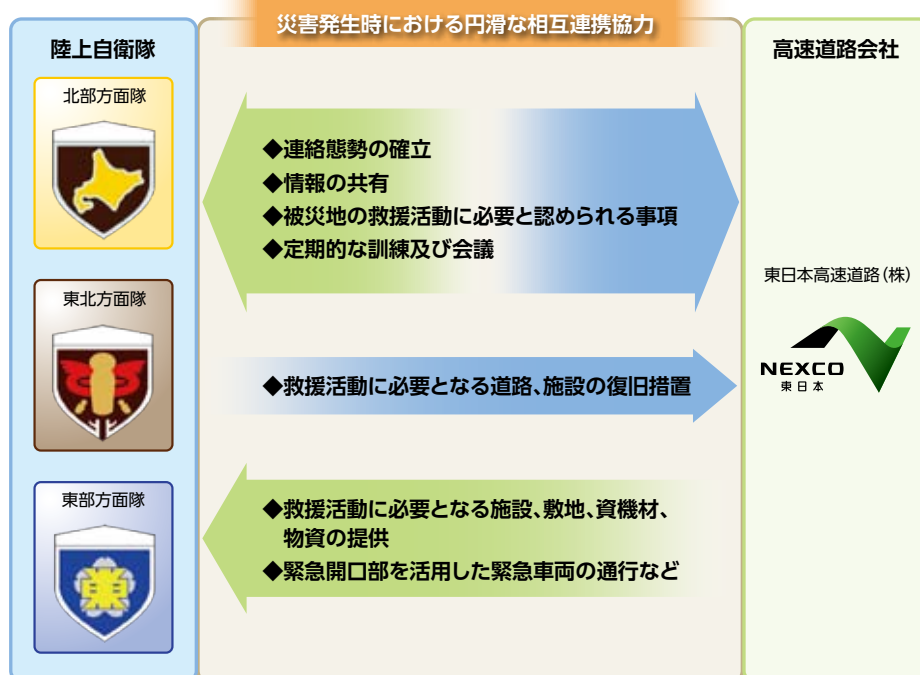 災害発生時における円滑な相互連携協力
陸上自衛隊
北部方面隊
東北方面隊
東部方面隊
◆連絡態勢の確立
◆情報の共有
◆被災地の救援活動に必要と認められる事項
◆定期的な訓練及び会議
◆救援活動に必要となる道路、施設の復旧措置
◆救援活動に必要となる施設、敷地、資機材、
物資の提供
◆緊急開口部を活用した緊急車両の通行など
高速道路会社
東日本高速道路(株)
NEXCO
東日本